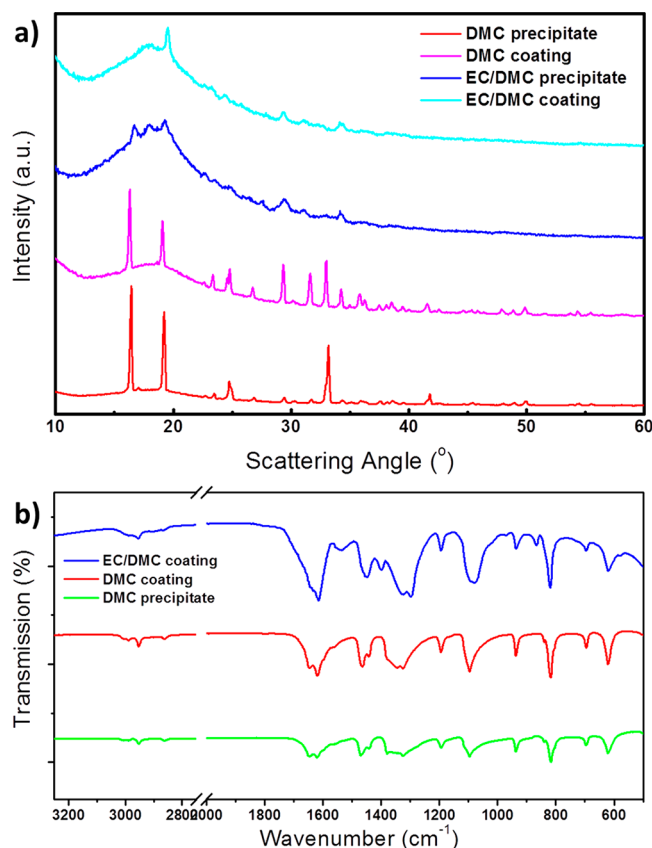 a)
DMC precipitate
DMC coating
EC/DMC precipitate
EC/DMC coating
Intensity (a.u.)
10 20 30 40 50 60
Scattering Angle (°)
b)
EC/DMC coating
DMC coating
DMC precipitate
Transmission (%)
3200 3000 2800 2000 1800 1600 1400 1200 1000 800 600
Wavenumber (cm⁻¹)